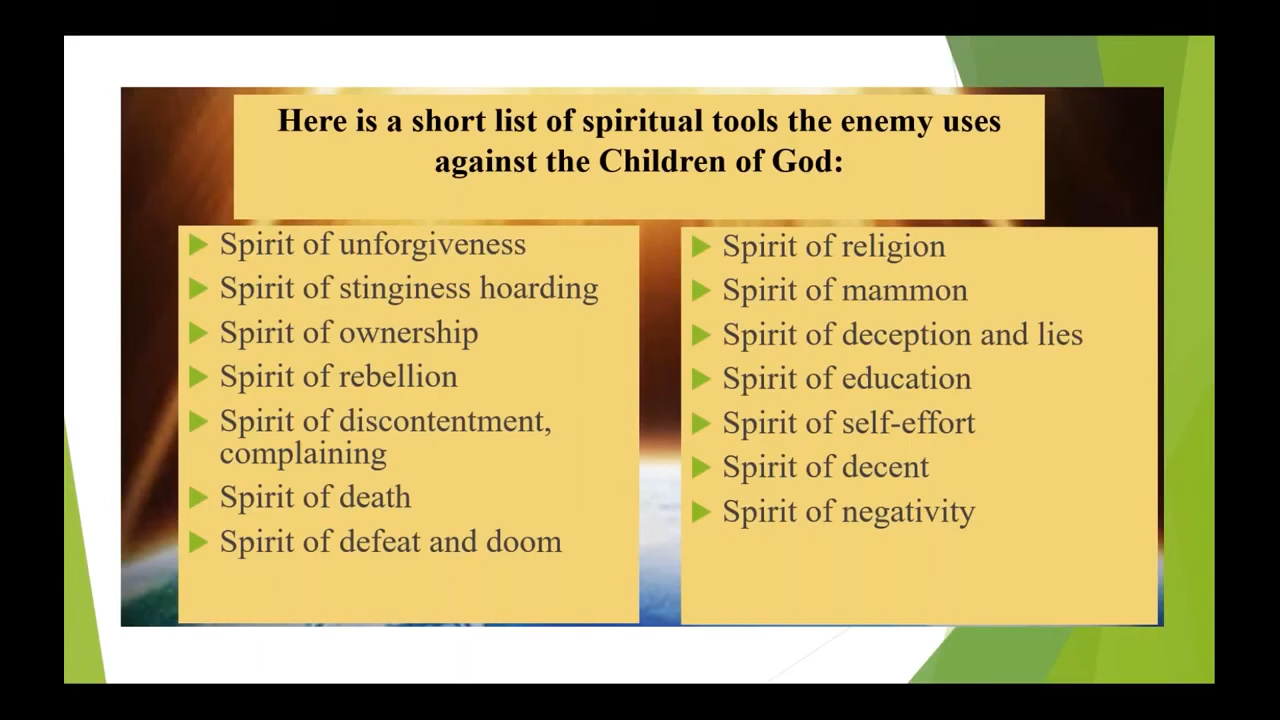 Here is a short list of spiritual tools the enemy uses
against the Children of God:
Spirit of unforgiveness
Spirit of stinginess hoarding
Spirit of ownership
Spirit of rebellion
Spirit of discontentment,
complaining
Spirit of death
Spirit of defeat and doom
Spirit of religion
Spirit of mammon
Spirit of deception and lies
Spirit of education
Spirit of self-effort
Spirit of decent
Spirit of negativity